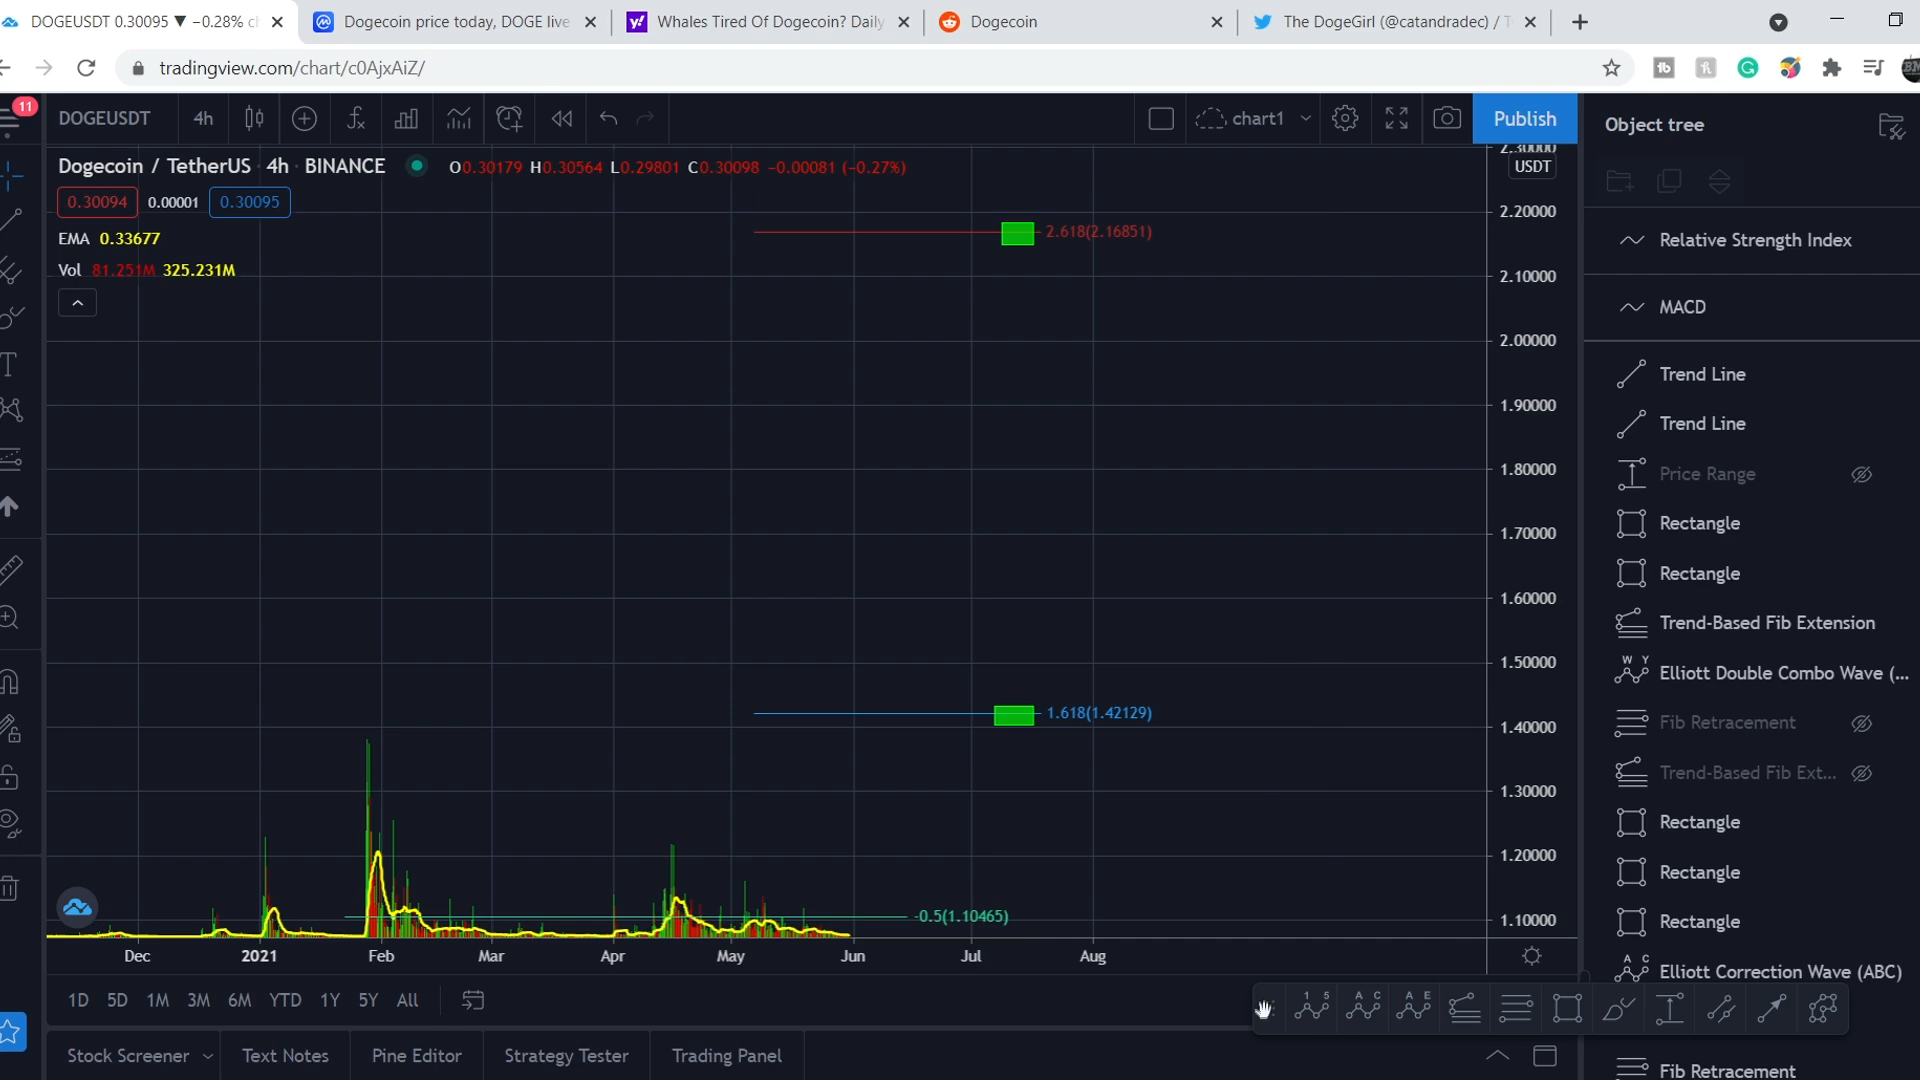 DOGEUSDT 0.30095 ▼ −0.28% ch
Dogecoin price today, DOGE live
Whales Tired Of Dogecoin? Daily
Dogecoin
The DogeGirl (@catandradec) / T
tradingview.com/chart/c0AjxAiZ/
11
DOGEUSDT
4h
chart1
Publish
Object tree
Dogecoin / TetherUS 4h BINANCE
O0.30179 H0.30564 L0.29801 C0.30098 −0.00081 (−0.27%)
0.30094
0.00001
0.30095
EMA 0.33677
Vol 81.251M 325.231M
2.30000
USDT
2.20000
2.10000
2.00000
1.90000
1.80000
1.70000
1.60000
1.50000
1.40000
1.30000
1.20000
1.10000
2.618(2.16851)
1.618(1.42129)
-0.5(1.10465)
Dec
2021
Feb
Mar
Apr
May
Jun
Jul
Aug
Relative Strength Index
MACD
Trend Line
Trend Line
Price Range
Rectangle
Rectangle
Trend-Based Fib Extension
W Y
Elliott Double Combo Wave (...
Fib Retracement
Trend-Based Fib Ext...
Rectangle
Rectangle
Rectangle
A C
Elliott Correction Wave (ABC)
Fib Retracement
1D 5D 1M 3M 6M YTD 1Y 5Y All
1 5
A C
A E
Stock Screener
Text Notes
Pine Editor
Strategy Tester
Trading Panel